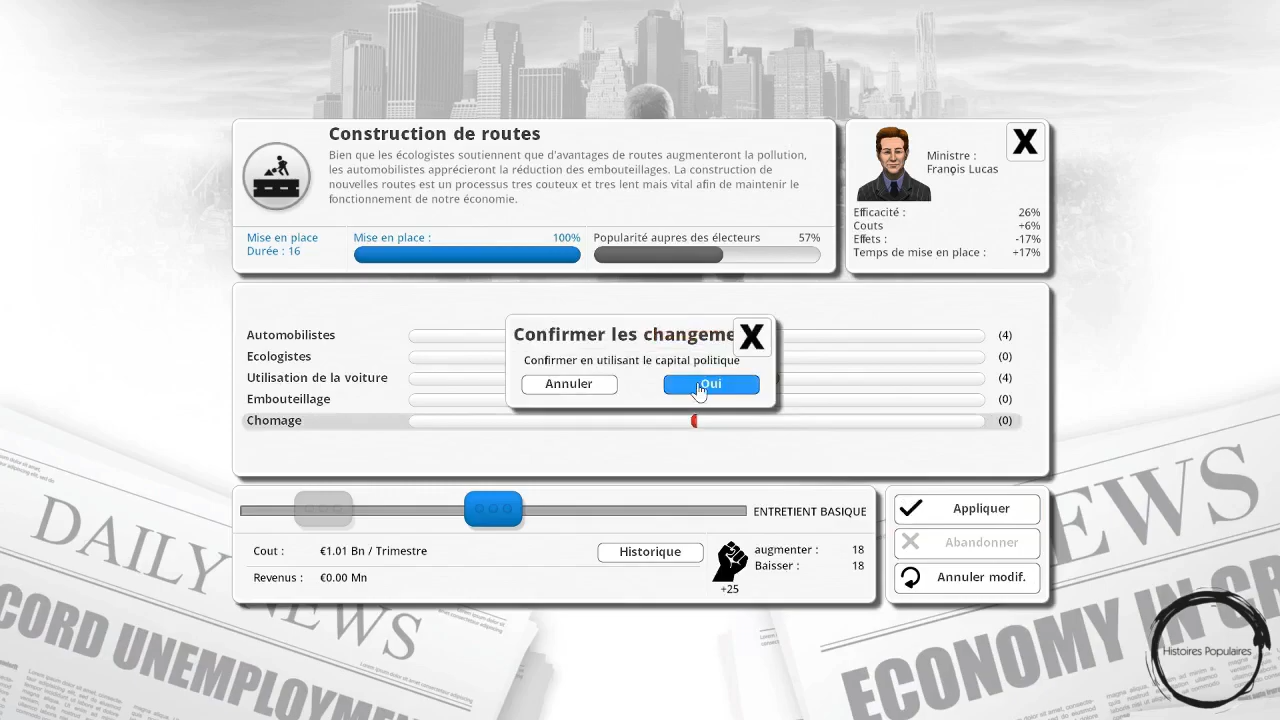 Construction de routes
Bien que les écologistes soutiennent que d'avantages de routes augmenteront la pollution,
les automobilistes apprecieront la réduction des embouteillages. La construction de
nouvelles routes est un processus tres couteux et tres lent mais vital afin de maintenir le
fonctionnement de notre économie.
Mise en place
Durée : 16
Mise en place : 100%
Popularité aupres des électeurs 57%
X
Ministre :
Franýois Lucas
Efficacité : 26%
Couts +6%
Effets : -17%
Temps de mise en place : +17%
Automobilistes (4)
Ecologistes (0)
Utilisation de la voiture (4)
Embouteillage (0)
Chomage (0)
Confirmer les changeme
X
Confirmer en utilisant le capital politique
Annuler
Oui
ENTRETIENT BASIQUE
Cout : €1.01 Bn / Trimestre
Revenus : €0.00 Mn
Historique
augmenter : 18
Baisser : 18
+25
Appliquer
Abandonner
Annuler modif.
DAILY NEWS
CORD UNEMPLOYME
NEWS
ECONOMY IN CR
Histoires Populaires